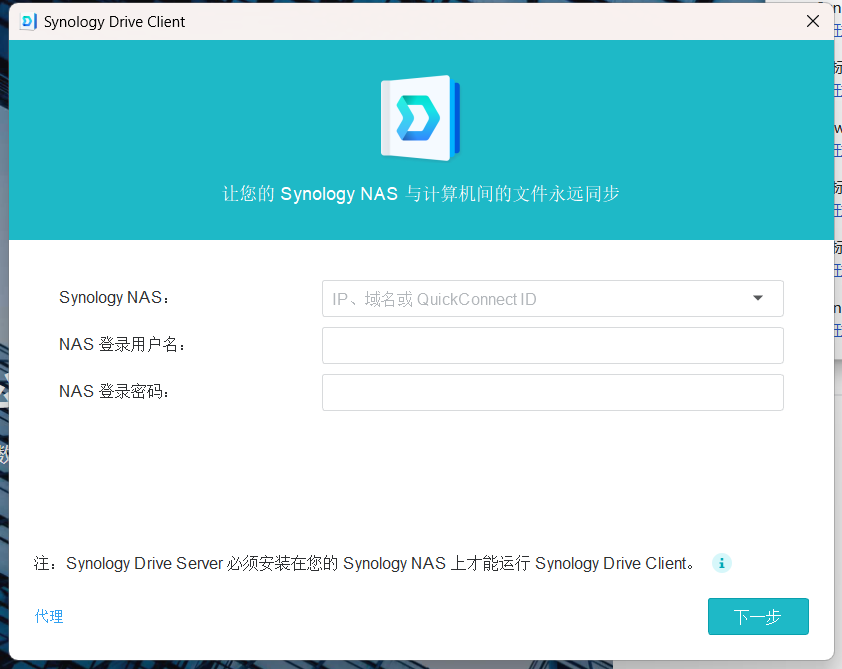 Synology Drive Client
让您的 Synology NAS 与计算机间的文件永远同步
Synology NAS：
IP、域名或 QuickConnect ID
NAS 登录用户名：
NAS 登录密码：
注：Synology Drive Server 必须安装在您的 Synology NAS 上才能运行 Synology Drive Client。
代理
下一步